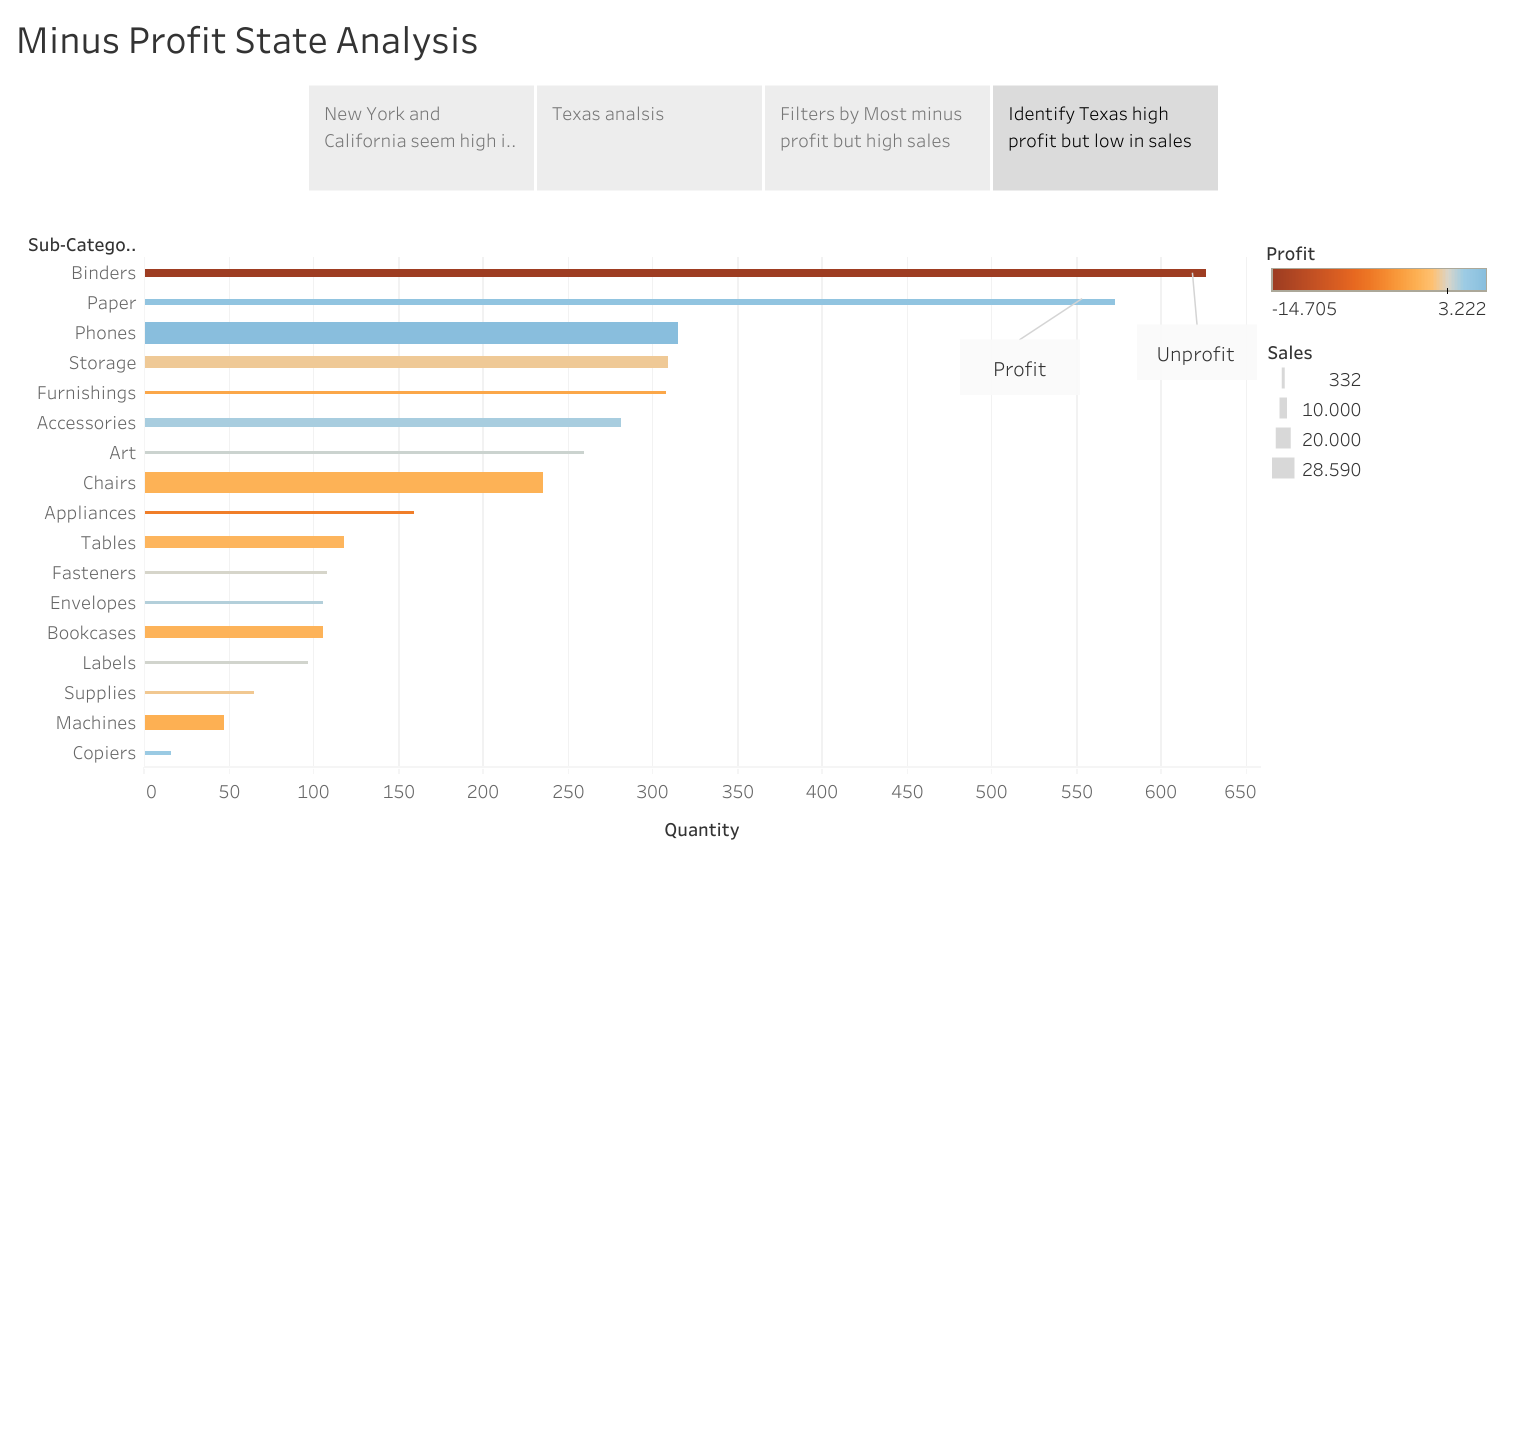 Minus Profit State Analysis
New York and
California seem high i..
Texas analsis
Filters by Most minus
profit but high sales
Identify Texas high
profit but low in sales
Sub-Catego..
Binders
Paper
Phones
Storage
Furnishings
Accessories
Art
Chairs
Appliances
Tables
Fasteners
Envelopes
Bookcases
Labels
Supplies
Machines
Copiers
Profit
Unprofit
0 50 100 150 200 250 300 350 400 450 500 550 600 650
Quantity
Profit
-14.705 3.222
Sales
332
10.000
20.000
28.590